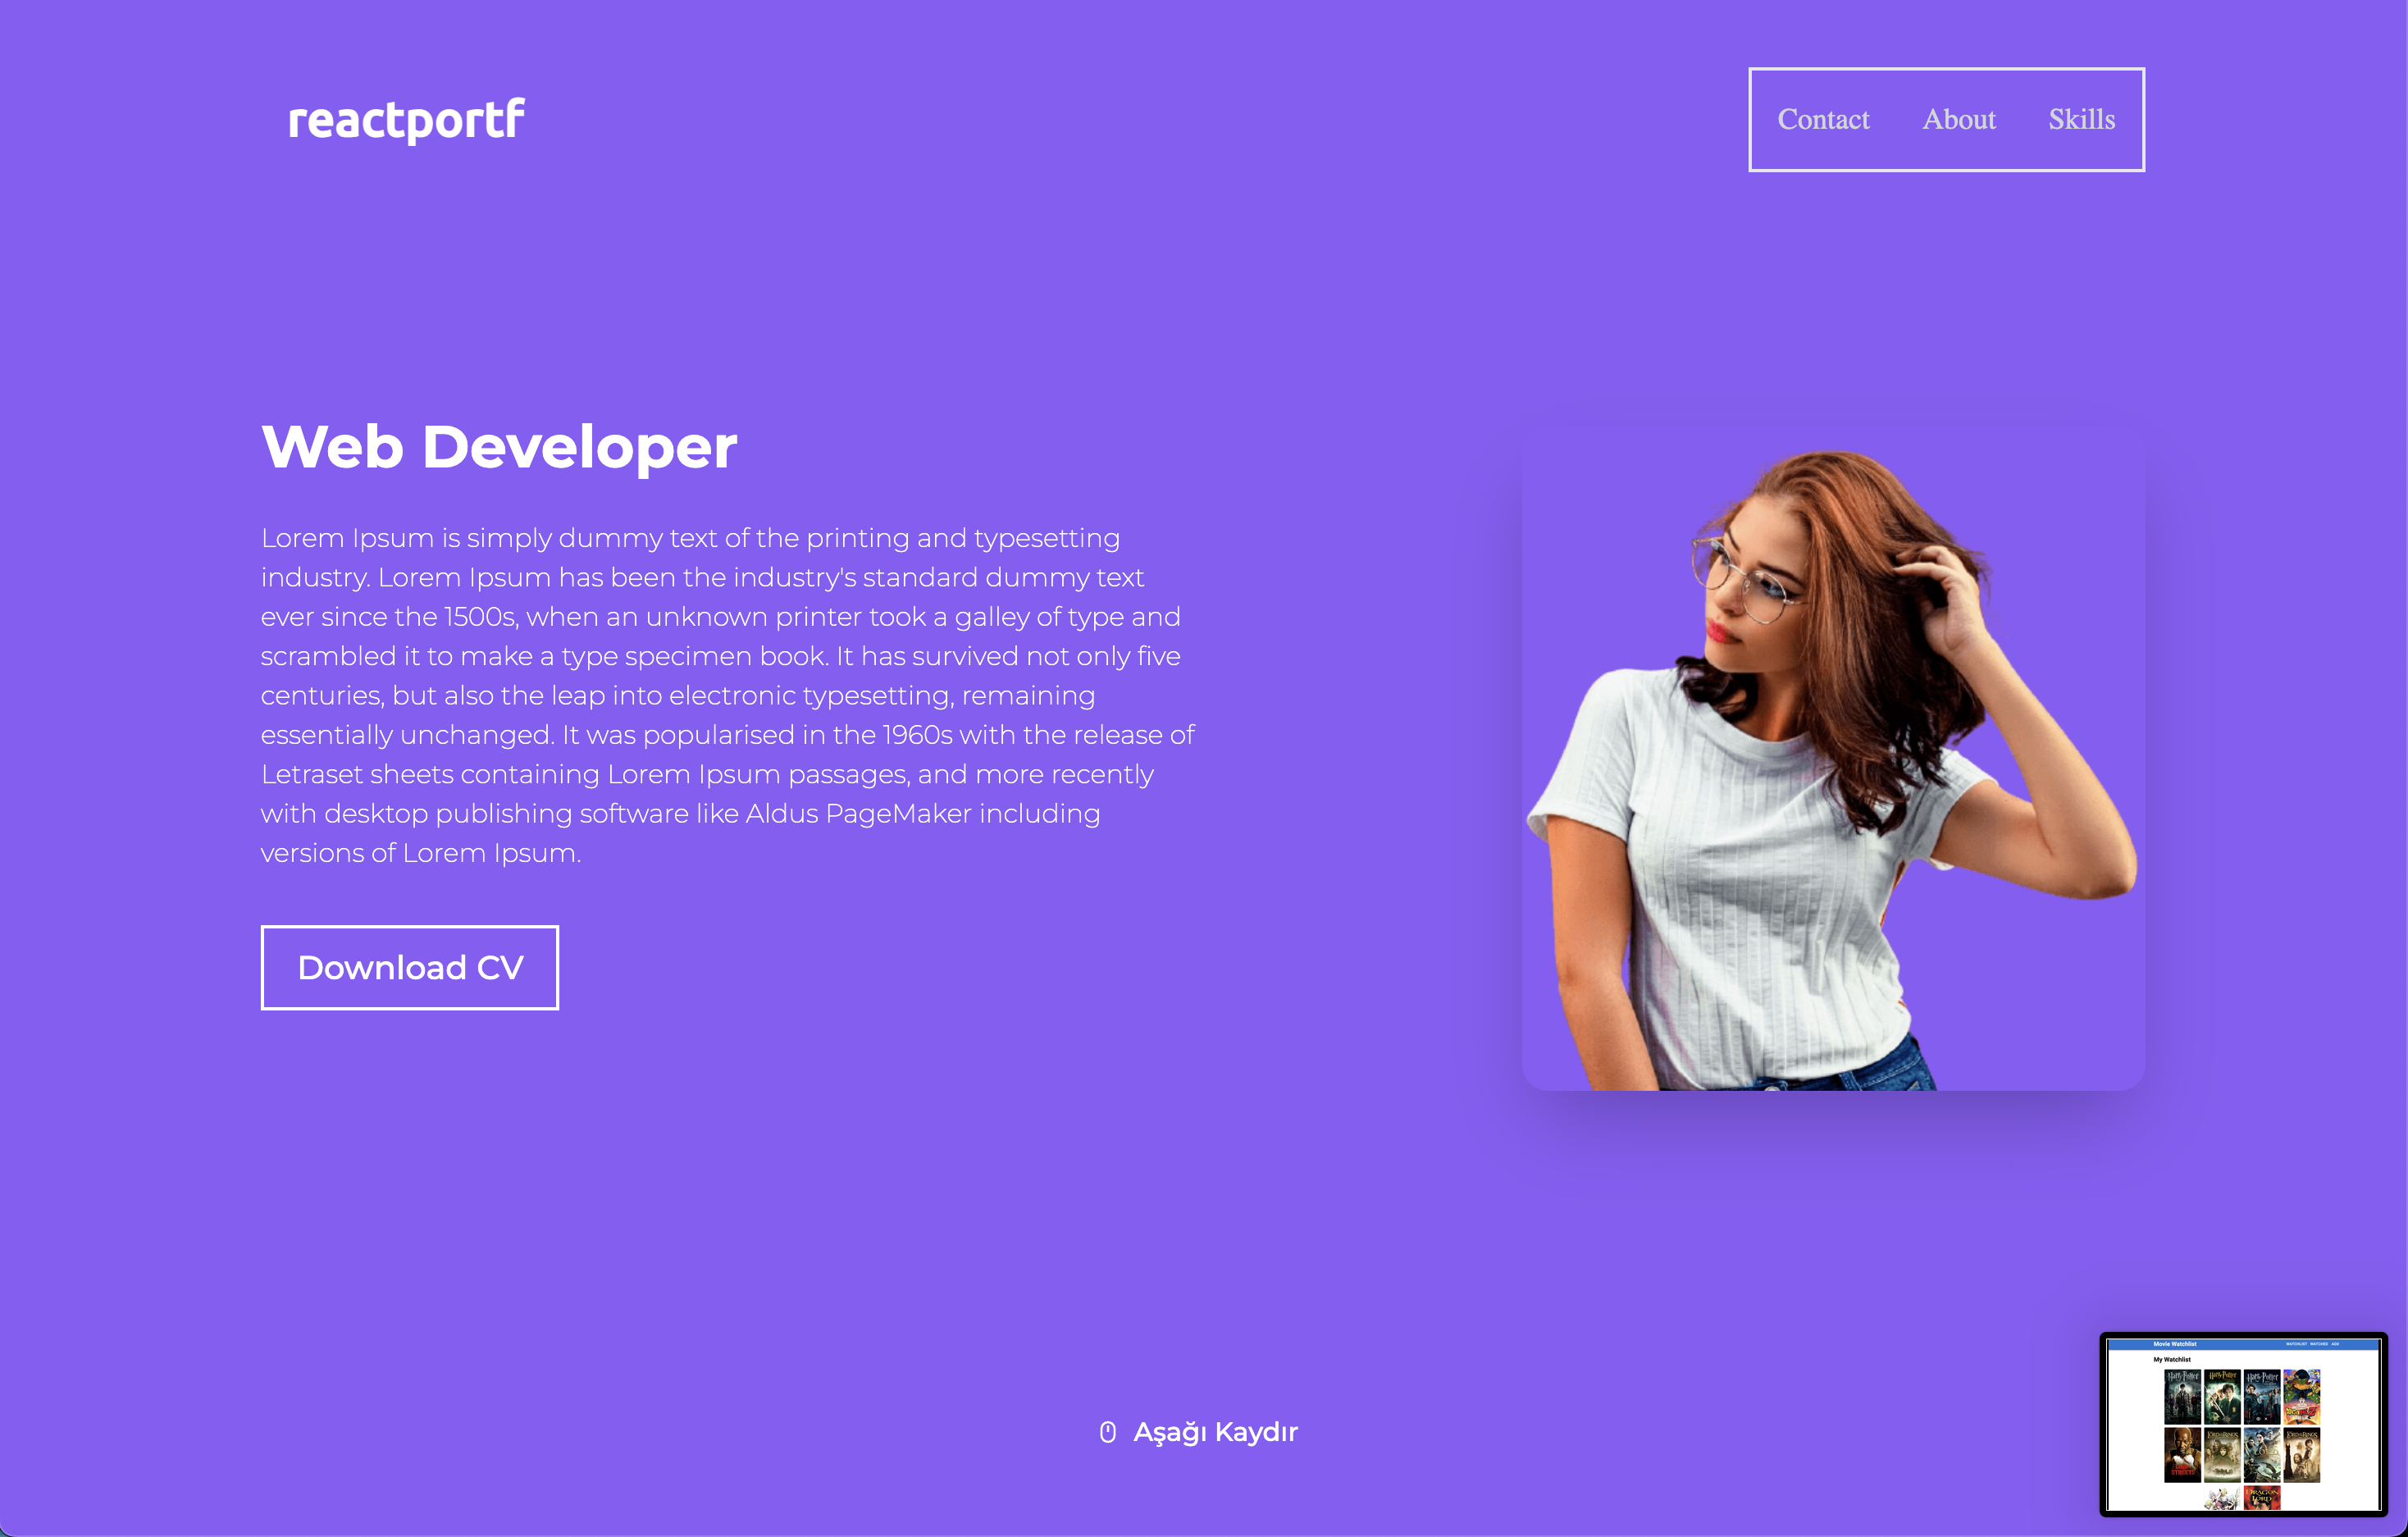 reactportf
Contact About Skills
Web Developer
Lorem Ipsum is simply dummy text of the printing and typesetting
industry. Lorem Ipsum has been the industry's standard dummy text
ever since the 1500s, when an unknown printer took a galley of type and
scrambled it to make a type specimen book. It has survived not only five
centuries, but also the leap into electronic typesetting, remaining
essentially unchanged. It was popularised in the 1960s with the release of
Letraset sheets containing Lorem Ipsum passages, and more recently
with desktop publishing software like Aldus PageMaker including
versions of Lorem Ipsum.
Download CV
Movie Watchlist
WATCHLIST WATCHED ADD
My Watchlist
Aşağı Kaydır